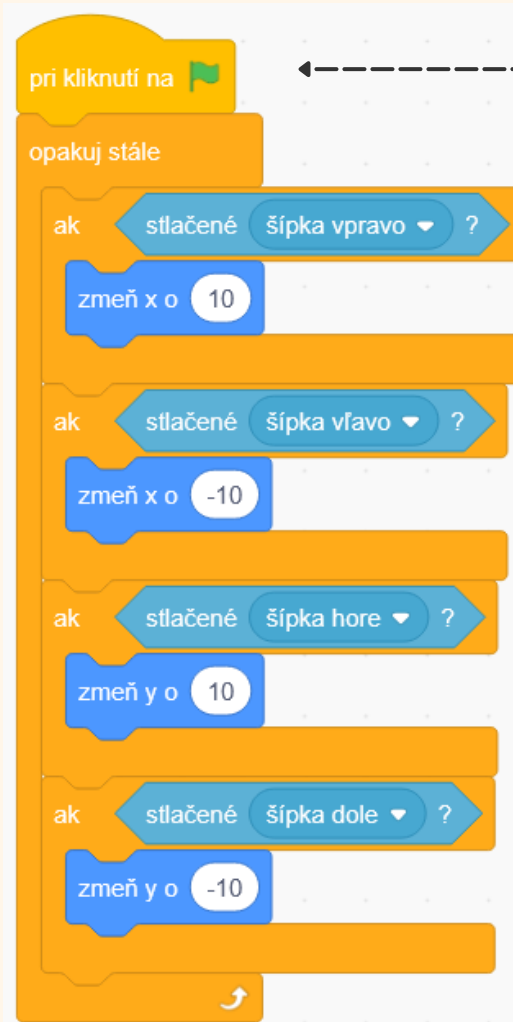 pri kliknutí na
opakuj stále
ak stlačené šípka vpravo ?
zmeň x o 10
ak stlačené šípka vľavo ?
zmeň x o -10
ak stlačené šípka hore ?
zmeň y o 10
ak stlačené šípka dole ?
zmeň y o -10